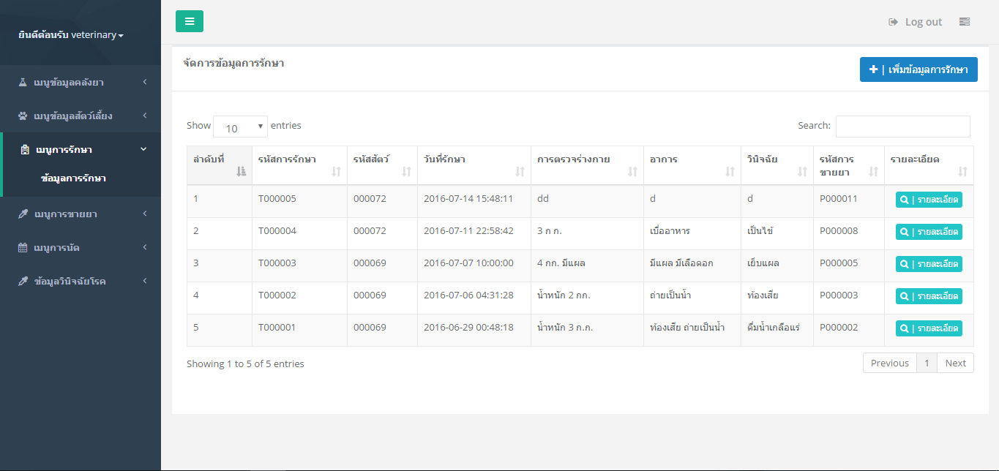 ยินดีต้อนรับ veterinary
เมนูข้อมูลคลังยา
เมนูข้อมูลสัตว์เลี้ยง
เมนูการรักษา
ข้อมูลการรักษา
เมนูการขายยา
เมนูการนัด
ข้อมูลวินิจฉัยโรค
Log out
จัดการข้อมูลการรักษา
| เพิ่มข้อมูลการรักษา
Show 10 entries
Search:
ลำดับที่ รหัสการรักษา รหัสสัตว์ วันที่รักษา การตรวจร่างกาย อาการ วินิจฉัย รหัสการขายยา รายละเอียด
1 T000005 000072 2016-07-14 15:48:11 dd d d P000011 | รายละเอียด
2 T000004 000072 2016-07-11 22:58:42 3 ก ก. เบื่ออาหาร เป็นไข้ P000008 | รายละเอียด
3 T000003 000069 2016-07-07 10:00:00 4 กก. มีแผล มีแผล มีเลือดอก เย็บแผล P000005 | รายละเอียด
4 T000002 000069 2016-07-06 04:31:28 น้ำหนัก 2 กก. ถ่ายเป็นน้ำ ท้องเสีย P000003 | รายละเอียด
5 T000001 000069 2016-06-29 00:48:18 น้ำหนัก 3 ก.ก. ท้องเสีย ถ่ายเป็นน้ำ ดื่มน้ำเกลือแร่ P000002 | รายละเอียด
Showing 1 to 5 of 5 entries
Previous 1 Next